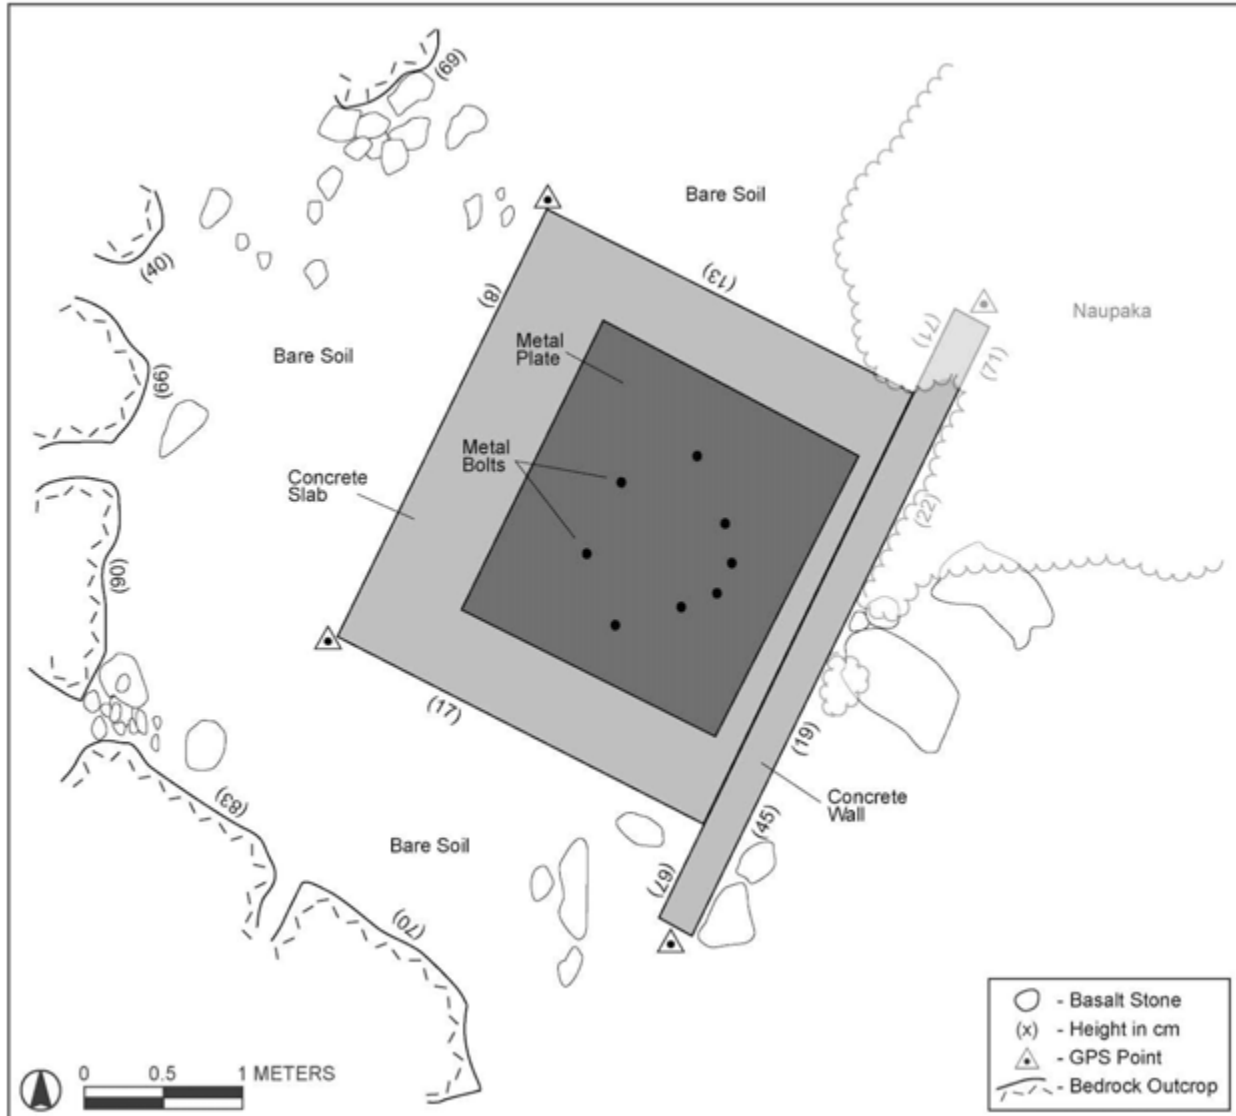 (69)
Bare Soil
(40)
(13)
(8)
Naupaka
(71)
(71)
Metal
Plate
Bare Soil
(66)
Metal
Bolts
Concrete
Slab
(22)
(90)
(17)
(19)
Concrete
Wall
(83)
(45)
Bare Soil
(67)
(70)
- Basalt Stone
(x) - Height in cm
- GPS Point
- Bedrock Outcrop
0 0.5 1 METERS